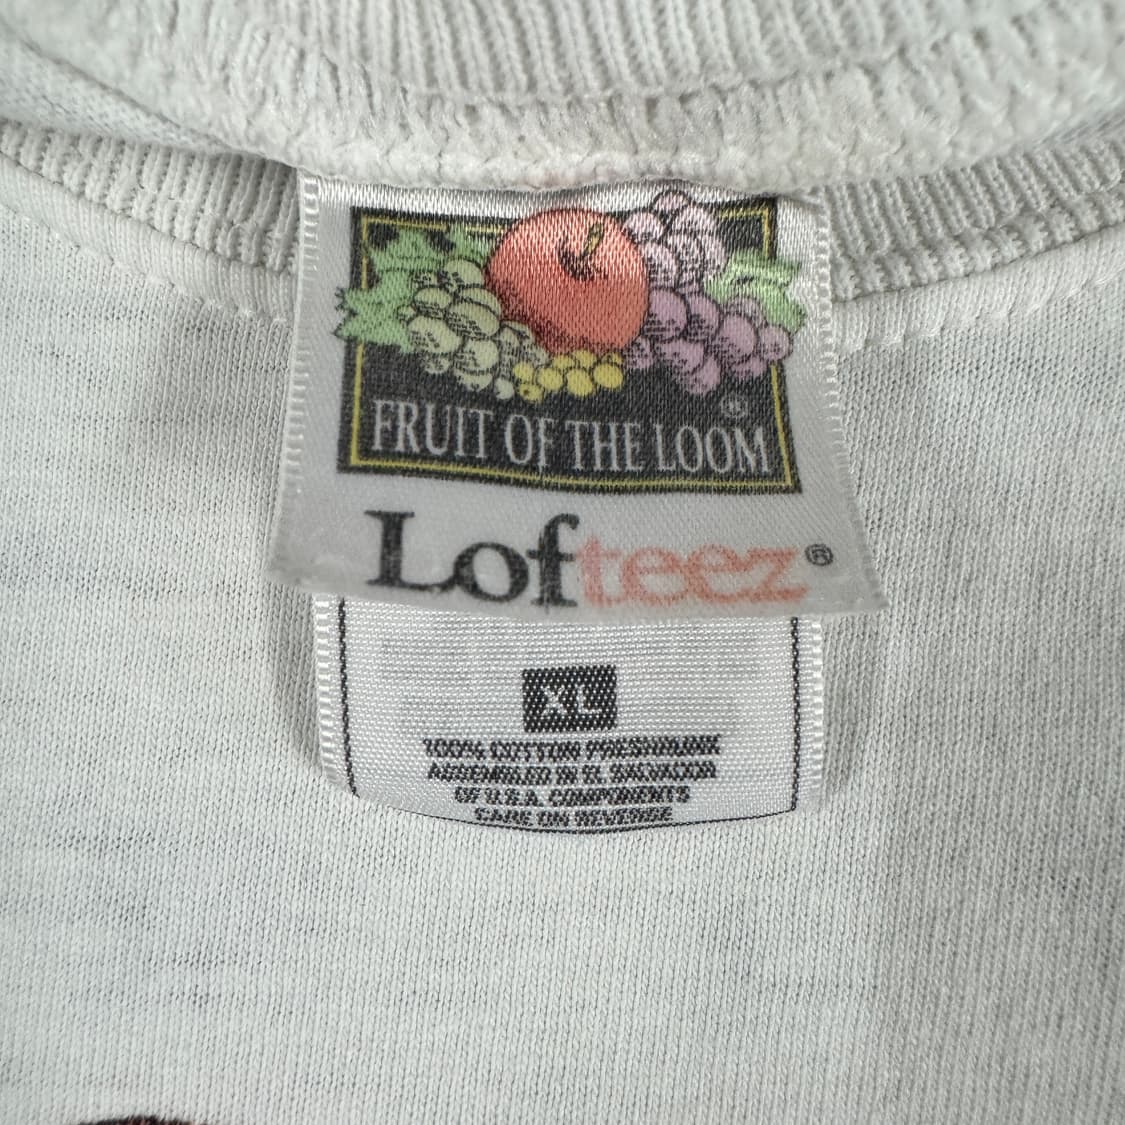 FRUIT OF THE LOOM ®
Lofteez ®
XL
100% COTTON PRESHRUNK
ASSEMBLED IN EL SALVADOR
OF U.S.A. COMPONENTS
CARE ON REVERSE